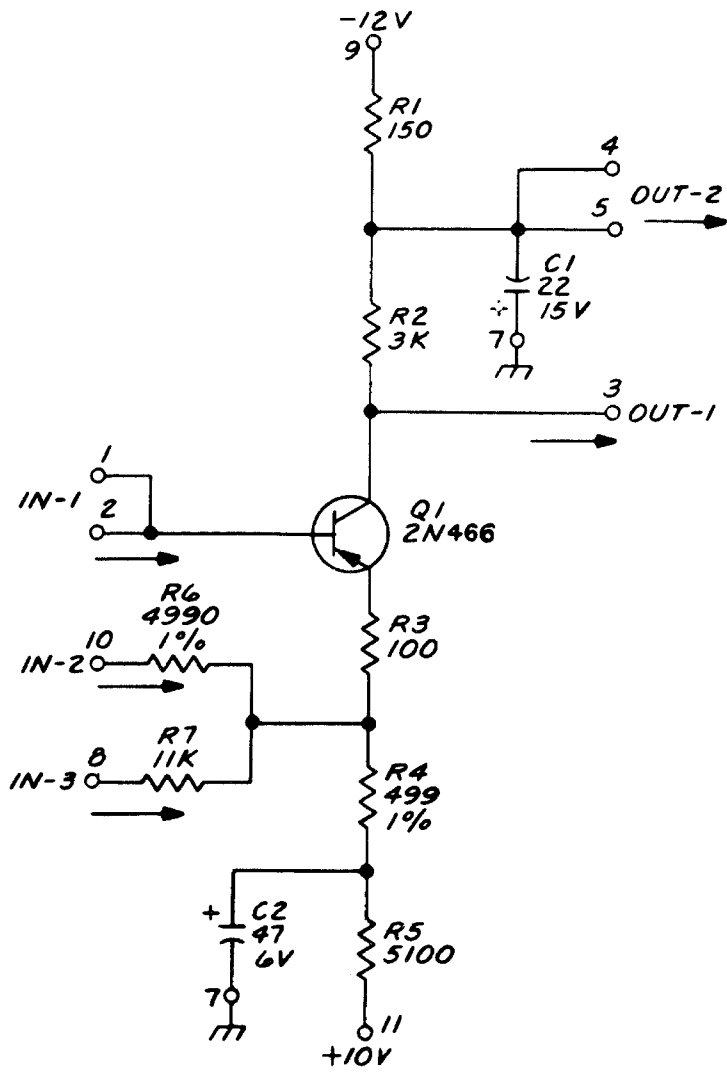 -12V
9
R1
150
4
OUT-2
5
C1
22
15V
+
7
R2
3K
3
OUT-1
1
IN-1
2
Q1
2N466
R6
4990
1%
10
IN-2
R3
100
R7
11K
8
IN-3
R4
499
1%
+
C2
47
6V
R5
5100
7
11
+10V